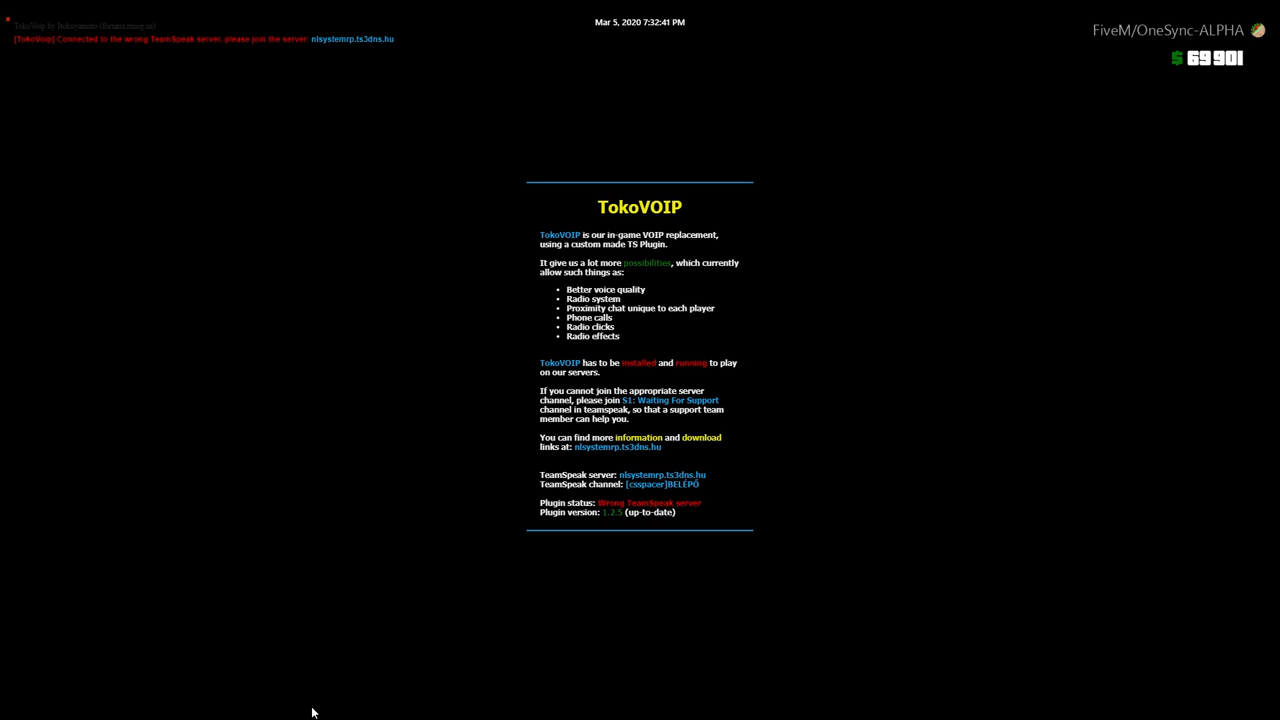 Mar 5, 2020 7:32:41 PM
TokoVoip by Itokoyamato (forums.rmog.us)
[TokoVoip] Connected to the wrong TeamSpeak server, please join the server: nlsystemrp.ts3dns.hu
FiveM/OneSync-ALPHA
$ 69 901
TokoVOIP
TokoVOIP is our in-game VOIP replacement,
using a custom made TS Plugin.
It give us a lot more possibilities, which currently
allow such things as:
• Better voice quality
• Radio system
• Proximity chat unique to each player
• Phone calls
• Radio clicks
• Radio effects
TokoVOIP has to be installed and running to play
on our servers.
If you cannot join the appropriate server
channel, please join S1: Waiting For Support
channel in teamspeak, so that a support team
member can help you.
You can find more information and download
links at: nlsystemrp.ts3dns.hu
TeamSpeak server: nlsystemrp.ts3dns.hu
TeamSpeak channel: [csspacer]BELÉPŐ
Plugin status: Wrong TeamSpeak server
Plugin version: 1.2.5 (up-to-date)